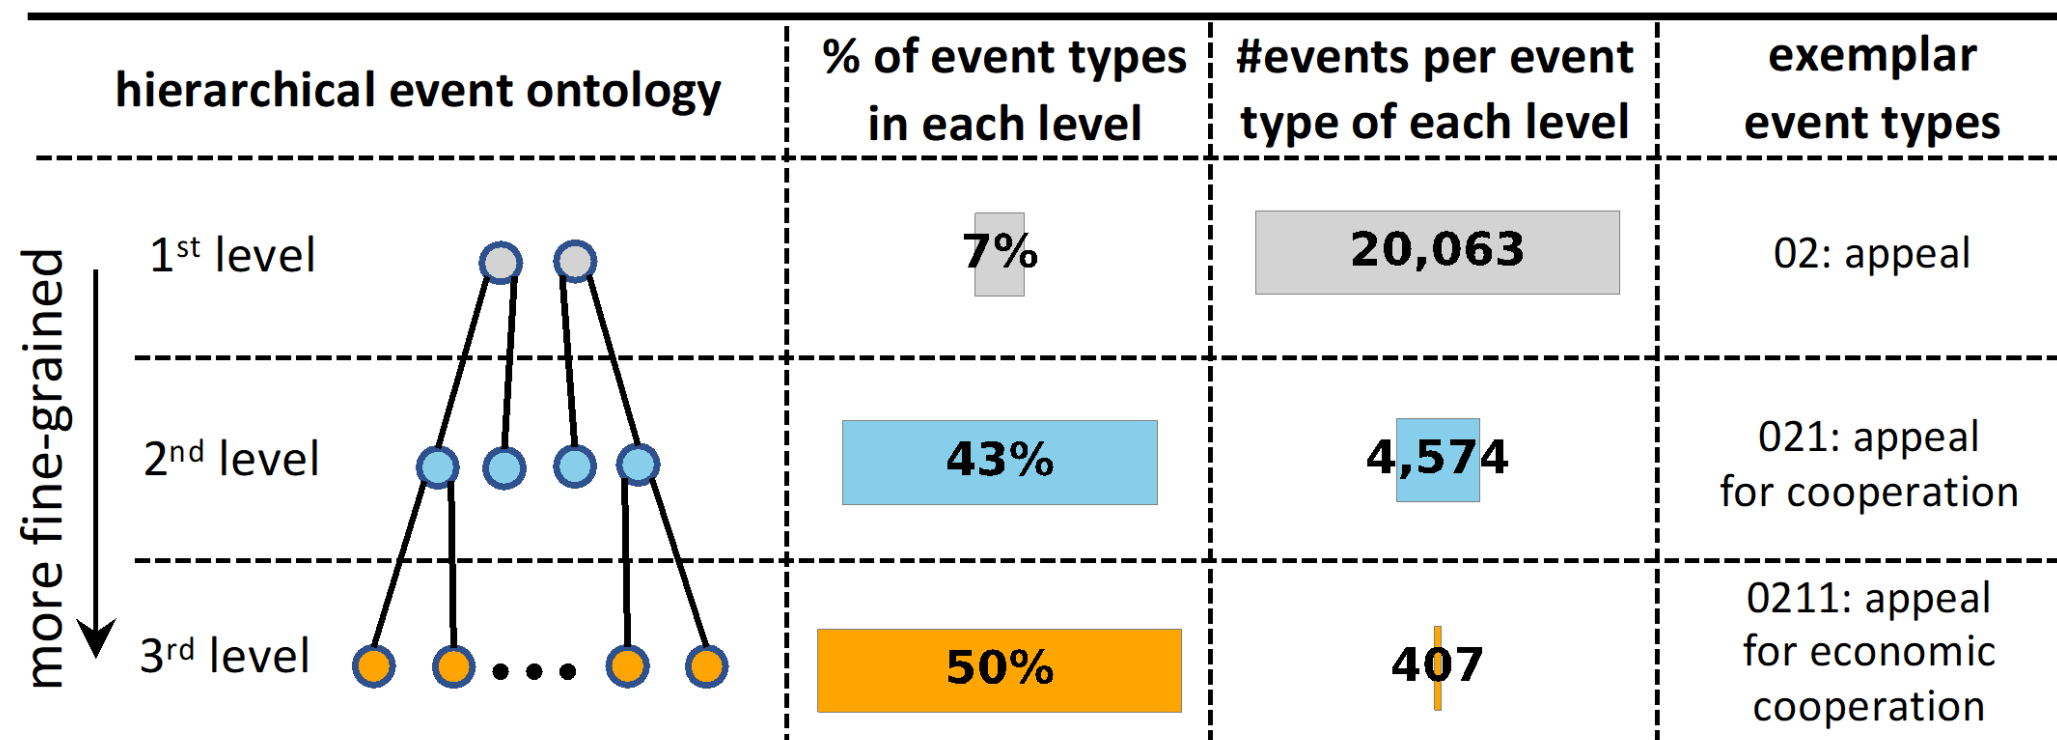 hierarchical event ontology
% of event types
in each level
#events per event
type of each level
exemplar
event types
more fine-grained
1st level
7%
20,063
02: appeal
2nd level
43%
4,574
021: appeal
for cooperation
3rd level
50%
407
0211: appeal
for economic
cooperation